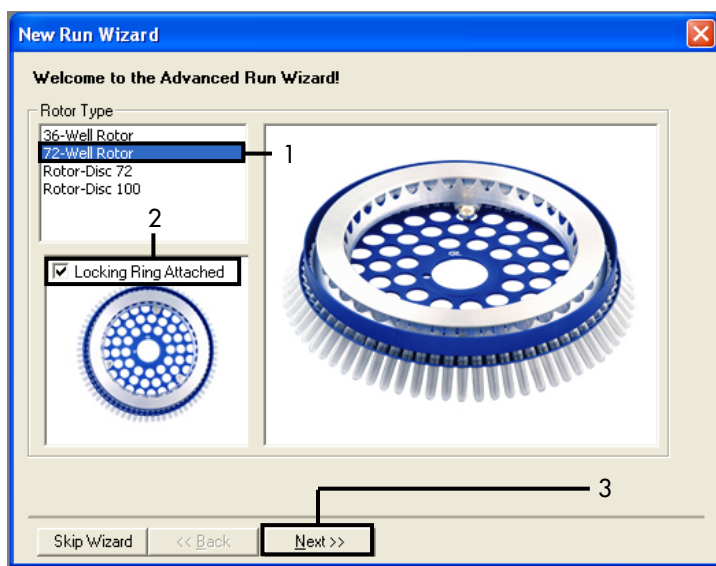 New Run Wizard
Welcome to the Advanced Run Wizard!
Rotor Type
36-Well Rotor
72-Well Rotor
Rotor-Disc 72
Rotor-Disc 100
1
2
Locking Ring Attached
3
Skip Wizard
<< Back
Next >>